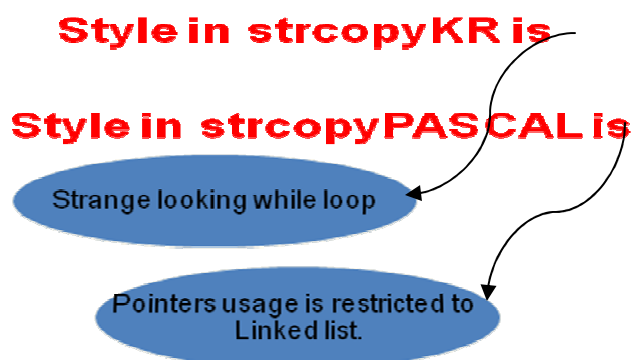 Style in strcopyKR is
Style in strcopyPASCAL is
Strange looking while loop
Pointers usage is restricted to
Linked list.